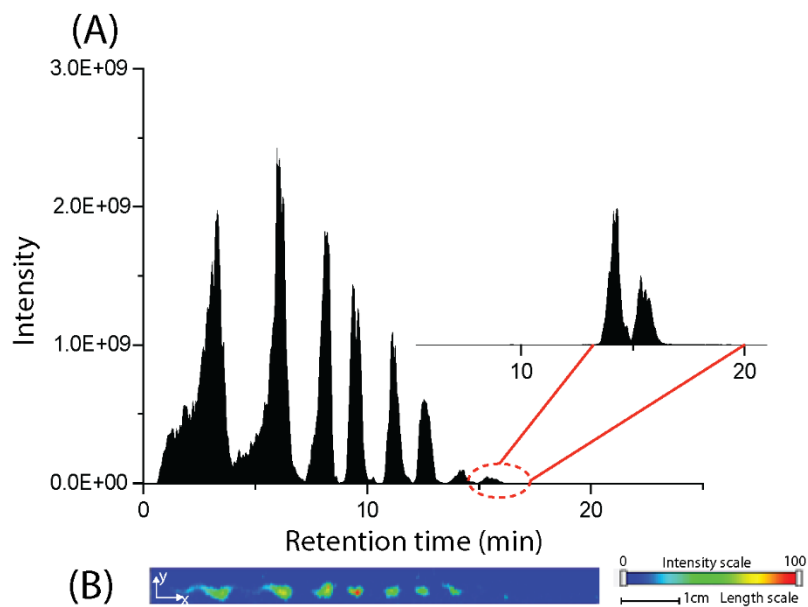 (A)
3.0E+09
2.0E+09
1.0E+09
0.0E+00
Intensity
10
20
0
10
20
Retention time (min)
(B)
y
x
0
Intensity scale
100
1cm
Length scale